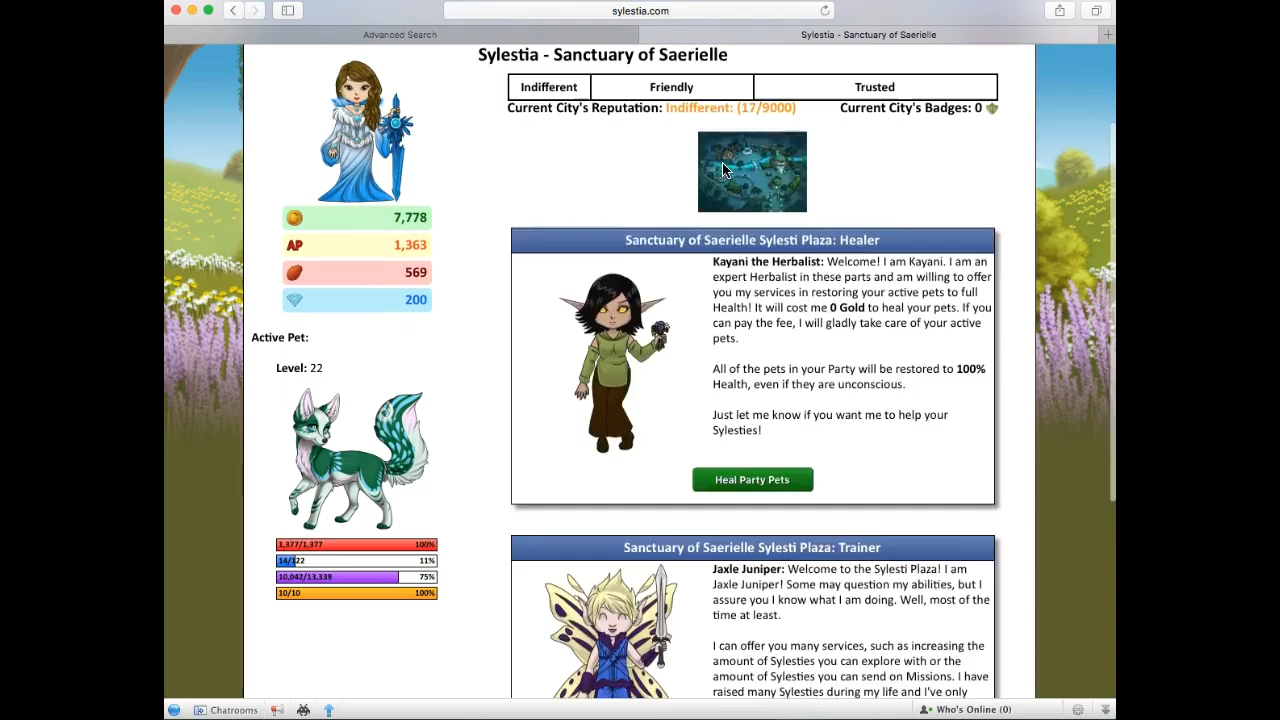 sylestia.com
Advanced Search
Sylestia - Sanctuary of Saerielle
Sylestia - Sanctuary of Saerielle
Indifferent Friendly Trusted
Current City's Reputation: Indifferent: (17/9000) Current City's Badges: 0
7,778
AP 1,363
569
200
Active Pet:
Level: 22
1,377/1,377 100%
14/122 11%
10,042/13,339 75%
10/10 100%
Sanctuary of Saerielle Sylesti Plaza: Healer
Kayani the Herbalist: Welcome! I am Kayani. I am an
expert Herbalist in these parts and am willing to offer
you my services in restoring your active pets to full
Health! It will cost me 0 Gold to heal your pets. If you
can pay the fee, I will gladly take care of your active
pets.
All of the pets in your Party will be restored to 100%
Health, even if they are unconscious.
Just let me know if you want me to help your
Sylesties!
Heal Party Pets
Sanctuary of Saerielle Sylesti Plaza: Trainer
Jaxle Juniper: Welcome to the Sylesti Plaza! I am
Jaxle Juniper! Some may question my abilities, but I
assure you I know what I am doing. Well, most of the
time at least.
I can offer you many services, such as increasing the
amount of Sylesties you can explore with or the
amount of Sylesties you can send on Missions. I have
raised many Sylesties during my life and I've only
Chatrooms
Who's Online (0)